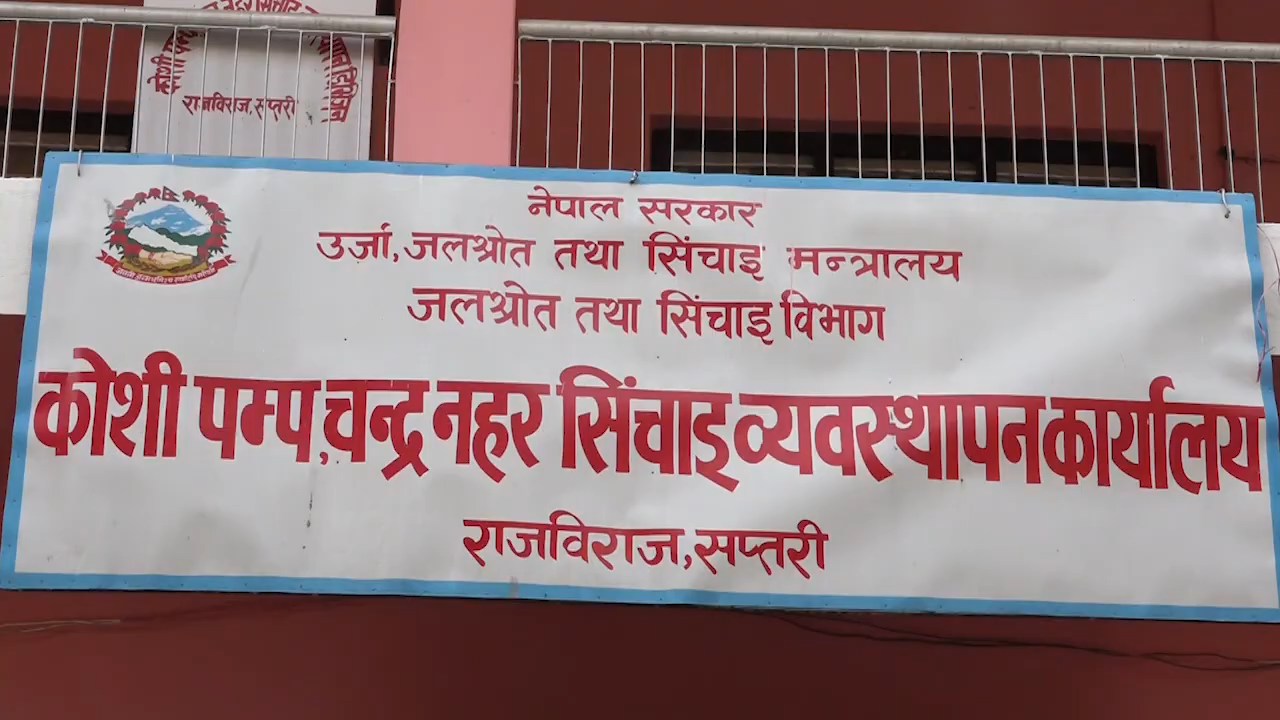 राजविराज, सप्तरी
नेपाल सरकार
उर्जा, जलश्रोत तथा सिंचाइ मन्त्रालय
जलश्रोत तथा सिंचाइ विभाग
कोशी पम्प, चन्द्र नहर सिंचाइ व्यवस्थापन कार्यालय
राजविराज, सप्तरी